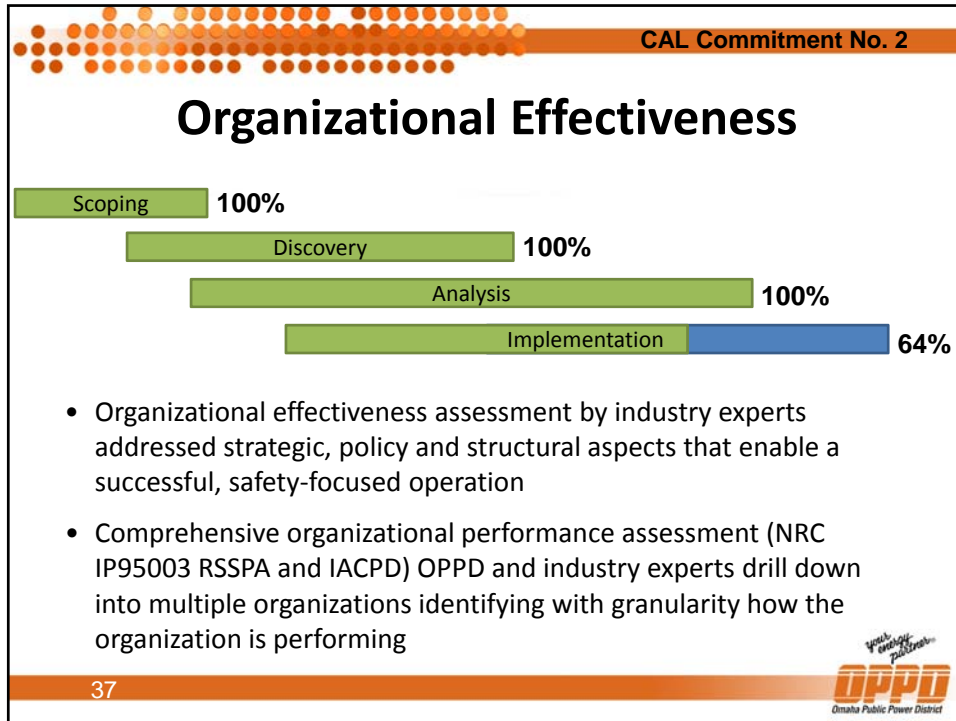 CAL Commitment No. 2
Organizational Effectiveness
Scoping 100%
Discovery 100%
Analysis 100%
Implementation 64%
• Organizational effectiveness assessment by industry experts
addressed strategic, policy and structural aspects that enable a
successful, safety-focused operation
• Comprehensive organizational performance assessment (NRC
IP95003 RSSPA and IACPD) OPPD and industry experts drill down
into multiple organizations identifying with granularity how the
organization is performing
your
energy
partner
37
OPPD
Omaha Public Power District